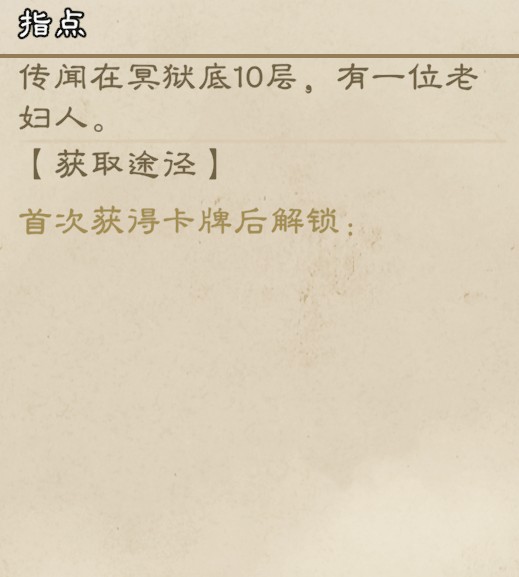 指点
传闻在冥狱底10层，有一位老
妇人。
【获取途径】
首次获得卡牌后解锁：